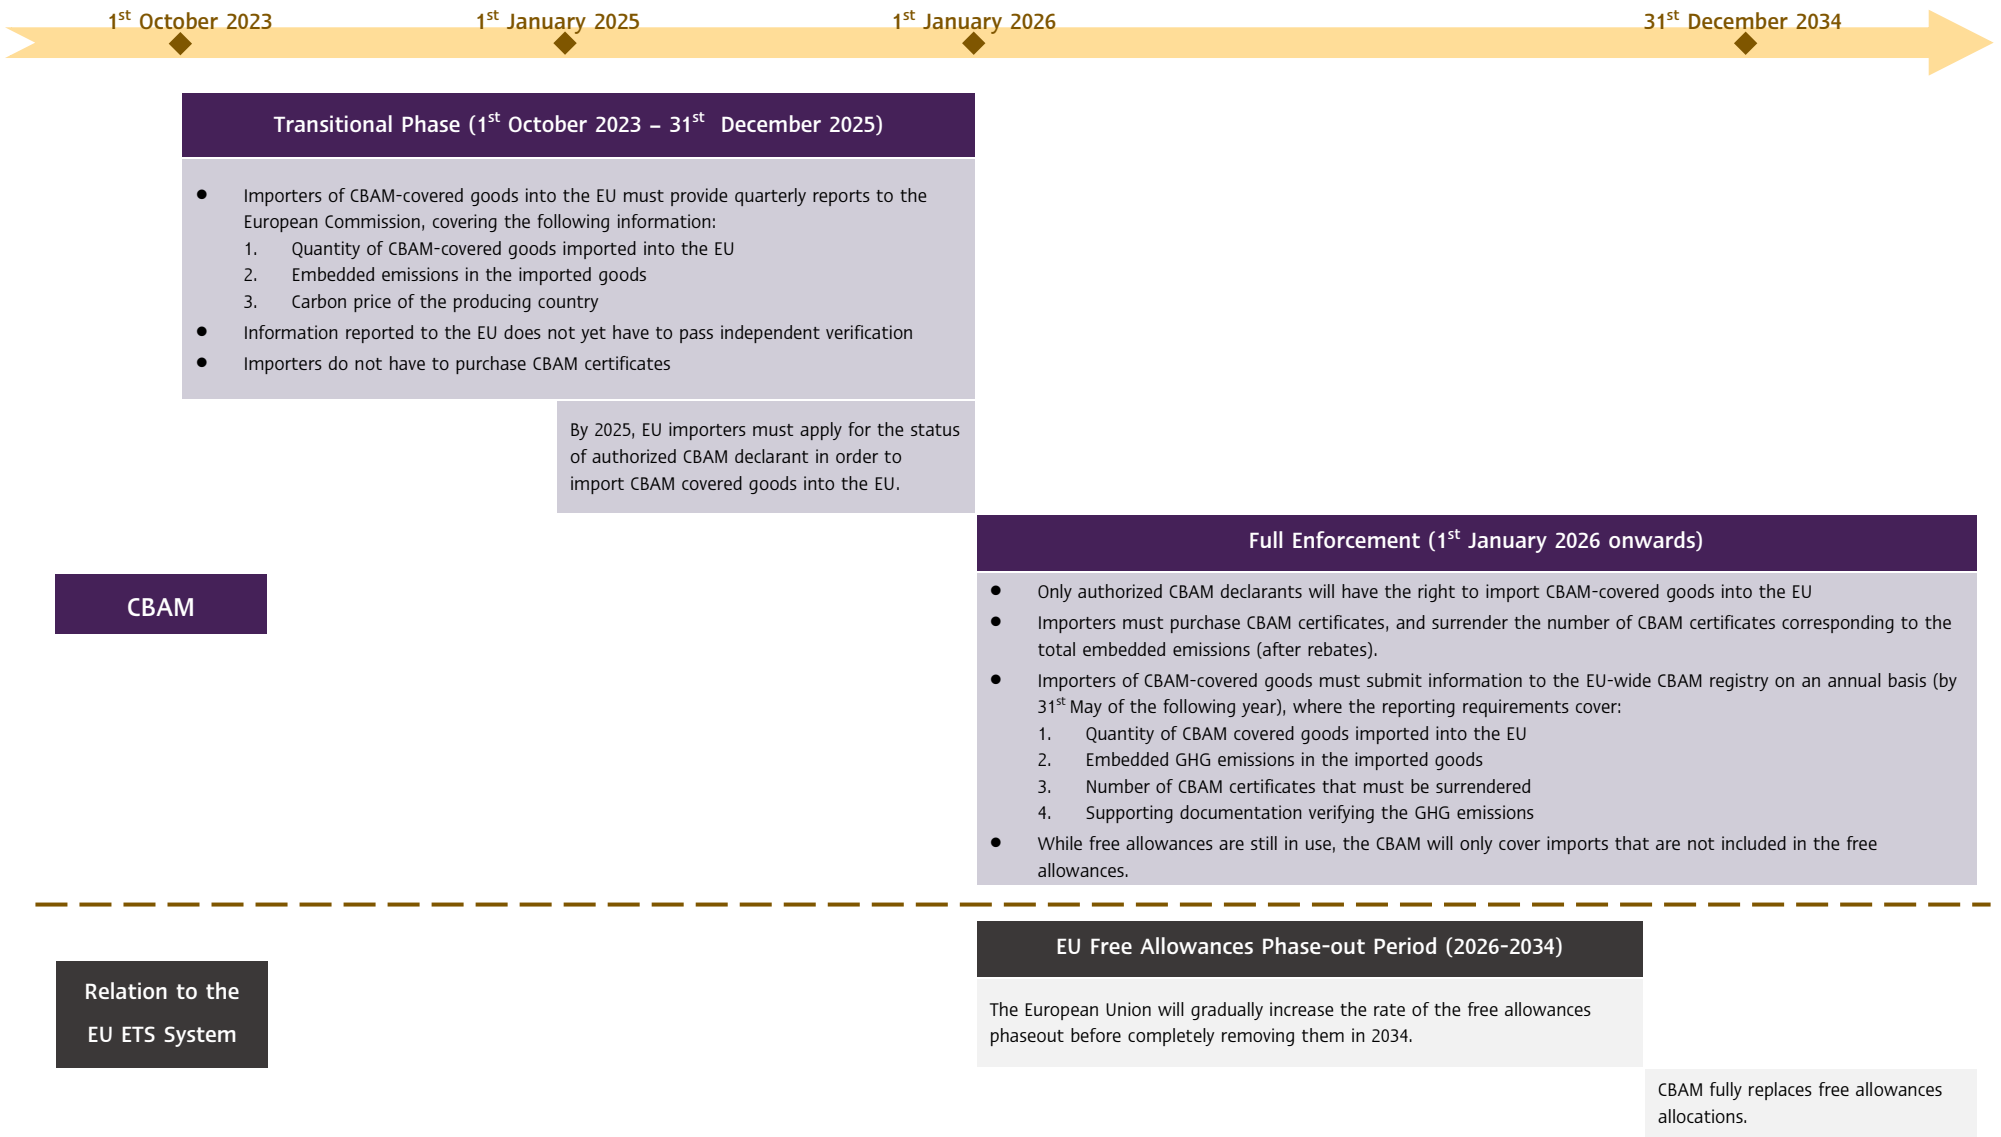 1st October 2023
1st January 2025
1st January 2026
31st December 2034
Transitional Phase (1st October 2023 – 31st December 2025)
● Importers of CBAM-covered goods into the EU must provide quarterly reports to the
European Commission, covering the following information:
1. Quantity of CBAM-covered goods imported into the EU
2. Embedded emissions in the imported goods
3. Carbon price of the producing country
● Information reported to the EU does not yet have to pass independent verification
● Importers do not have to purchase CBAM certificates
By 2025, EU importers must apply for the status
of authorized CBAM declarant in order to
import CBAM covered goods into the EU.
CBAM
Full Enforcement (1st January 2026 onwards)
● Only authorized CBAM declarants will have the right to import CBAM-covered goods into the EU
● Importers must purchase CBAM certificates, and surrender the number of CBAM certificates corresponding to the
total embedded emissions (after rebates).
● Importers of CBAM-covered goods must submit information to the EU-wide CBAM registry on an annual basis (by
31st May of the following year), where the reporting requirements cover:
1. Quantity of CBAM covered goods imported into the EU
2. Embedded GHG emissions in the imported goods
3. Number of CBAM certificates that must be surrendered
4. Supporting documentation verifying the GHG emissions
● While free allowances are still in use, the CBAM will only cover imports that are not included in the free
allowances.
Relation to the
EU ETS System
EU Free Allowances Phase-out Period (2026-2034)
The European Union will gradually increase the rate of the free allowances
phaseout before completely removing them in 2034.
CBAM fully replaces free allowances
allocations.